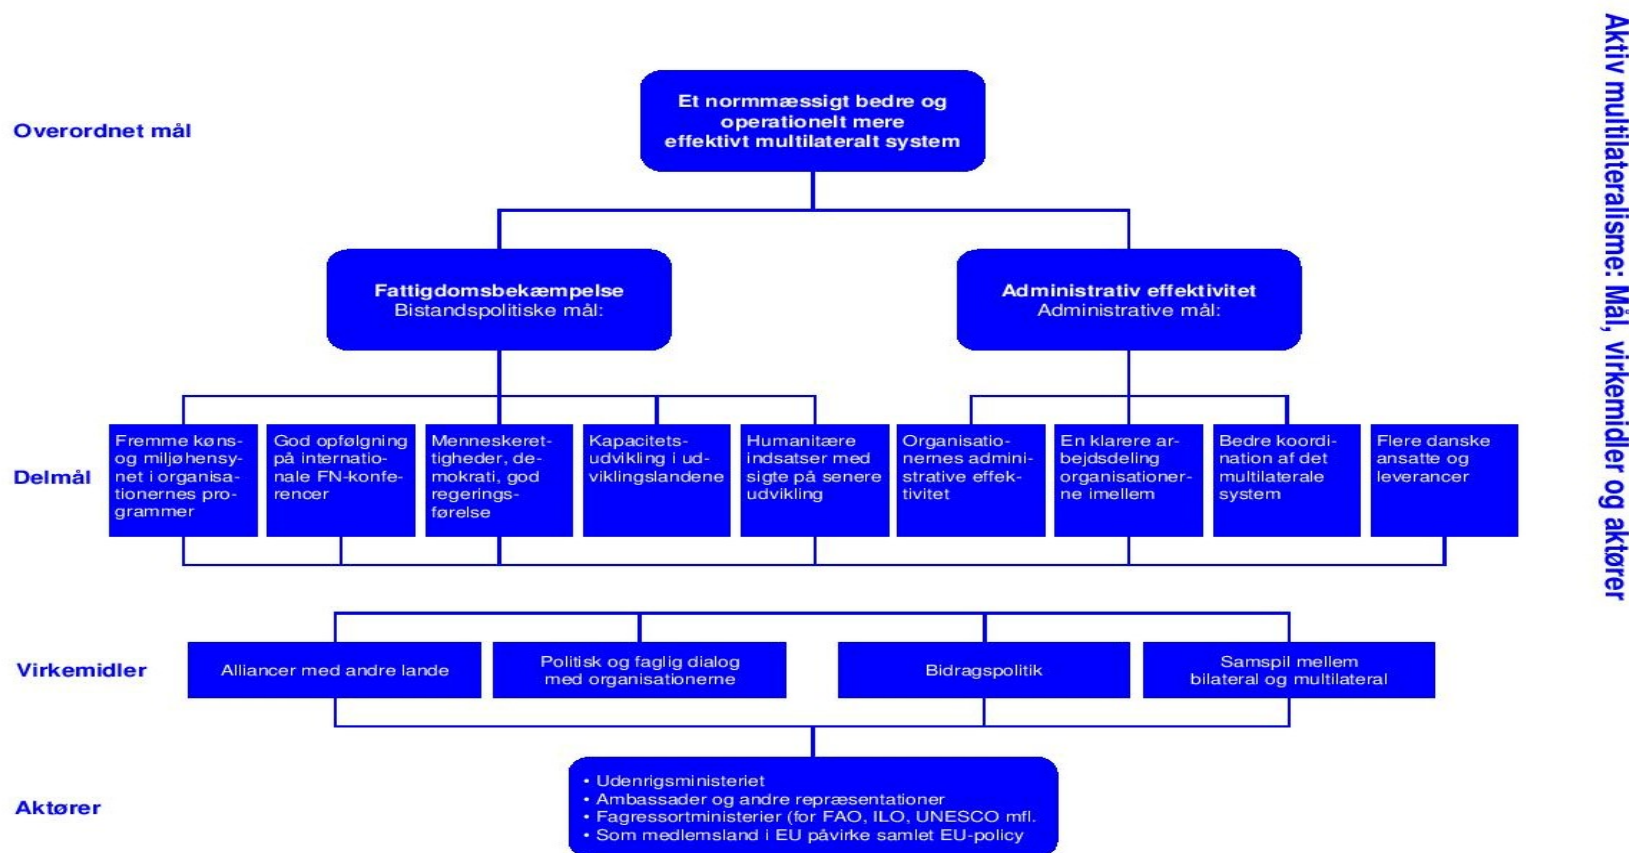 Aktiv multilateralisme: Mål, virkemidler og aktører
Overordnet mål
Et normmæssigt bedre og
operationelt mere
effektivt multilateralt system
Fattigdomsbekæmpelse
Bistandspolitiske mål:
Administrativ effektivitet
Administrative mål:
Delmål
Fremme køns-
og miljøhensy-
net i organisa-
tionernes pro-
grammer
God opfølgning
på internatio-
nale FN-konfe-
rencer
Menneskeret-
tigheder, de-
mokrati, god
regerings-
førelse
Kapacitets-
udvikling i ud-
viklingslandene
Humanitære
indsatser med
sigte på senere
udvikling
Organisatio-
nernes admini-
strative effek-
tivitet
En klarere ar-
bejdsdeling
organisationer-
ne imellem
Bedre koordi-
nation af det
multilaterale
system
Flere danske
ansatte og
leverancer
Virkemidler
Alliancer med andre lande
Politisk og faglig dialog
med organisationerne
Bidragspolitik
Samspil mellem
bilateral og multilateral
Aktører
• Udenrigsministeriet
• Ambassader og andre repræsentationer
• Fagressortministerier (for FAO, ILO, UNESCO mfl.
• Som medlemsland i EU påvirke samlet EU-policy